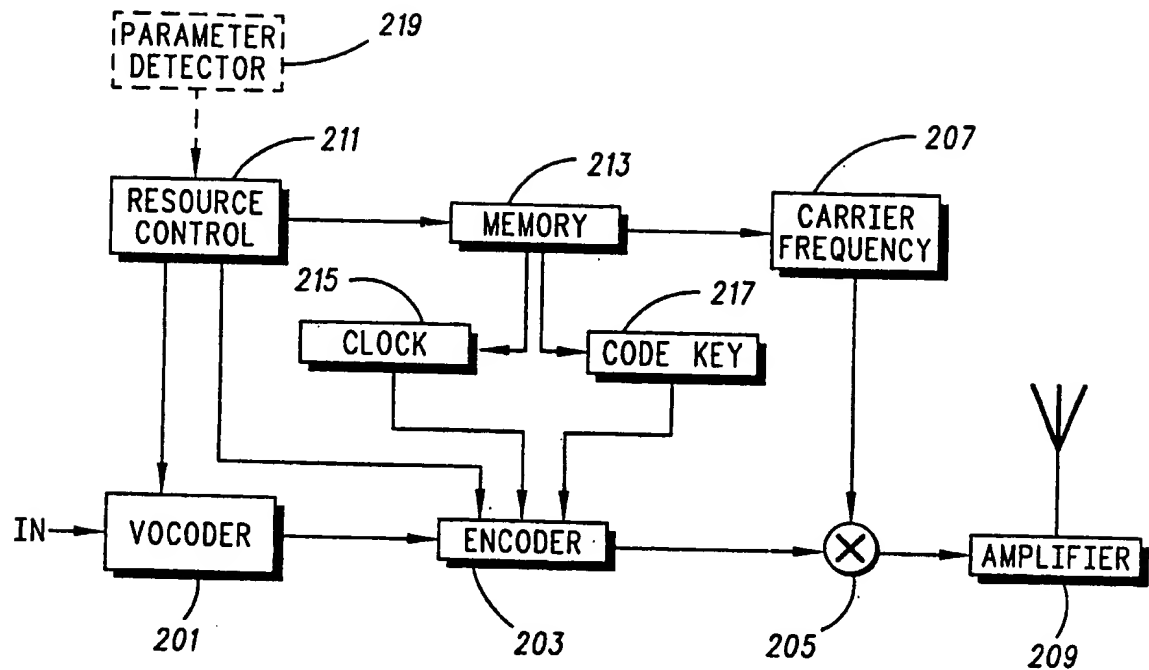 PARAMETER
DETECTOR
219
211
RESOURCE
CONTROL
213
MEMORY
207
CARRIER
FREQUENCY
215
CLOCK
217
CODE KEY
IN
VOCODER
201
ENCODER
203
205
AMPLIFIER
209